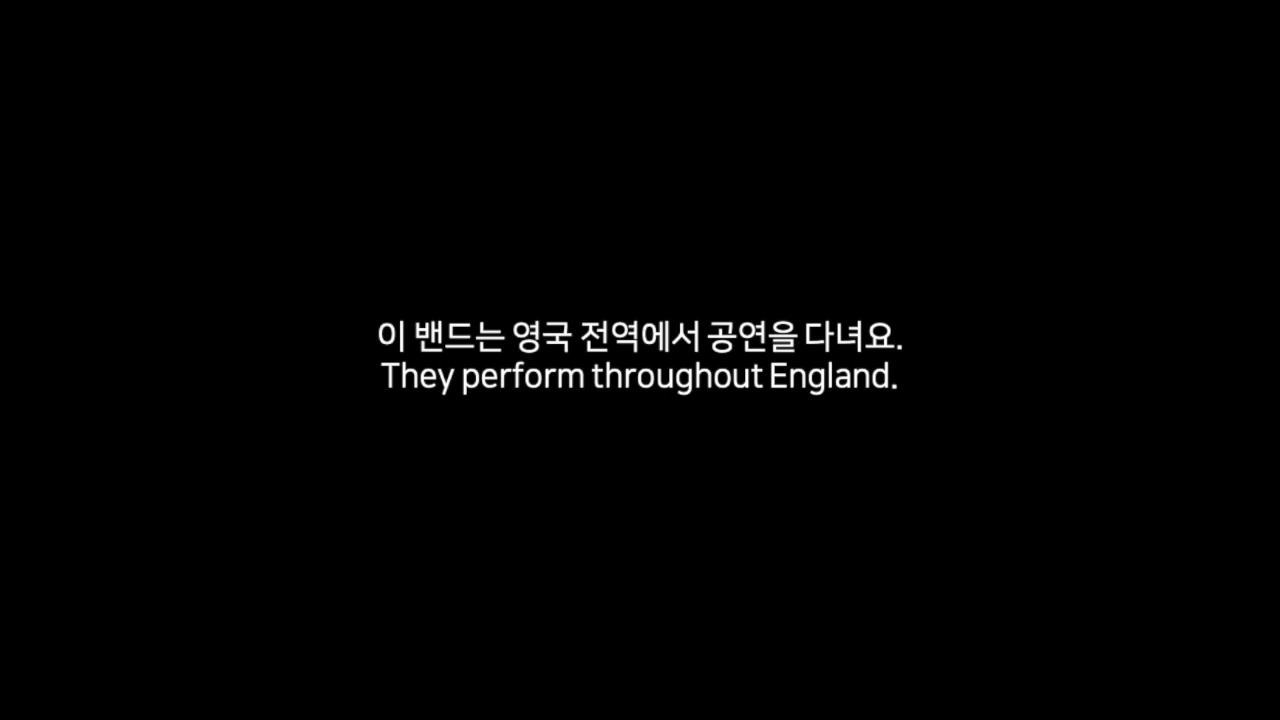 이 밴드는 영국 전역에서 공연을 다녀요.
They perform throughout England.